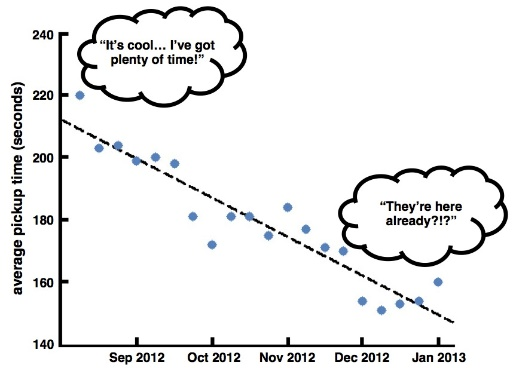 240
220
200
180
160
140
average pickup time (seconds)
“It’s cool... I’ve got
plenty of time!”
“They’re here
already?!?”
Sep 2012 Oct 2012 Nov 2012 Dec 2012 Jan 2013